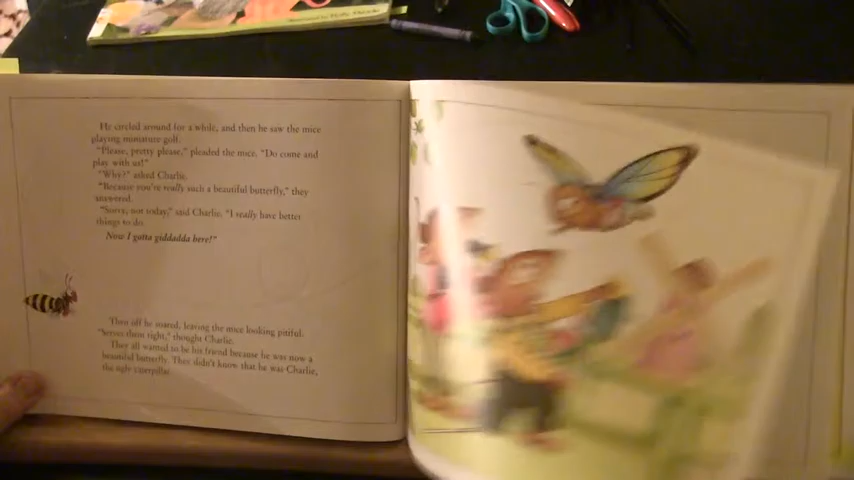 He circled around for a while, and then he saw the mice
playing miniature golf.
"Please, pretty please," pleaded the mice. "Do come and
play with us!"
"Why?" asked Charlie.
"Because you're really such a beautiful butterfly," they
answered.
"Sorry, not today," said Charlie. "I really have better
things to do.
Now I gotta giddadda here!"
Then off he soared, leaving the mice looking pitiful.
"Serves them right," thought Charlie.
They all wanted to be his friend because he was now a
beautiful butterfly. They didn't know that he was Charlie,
the ugly caterpillar.